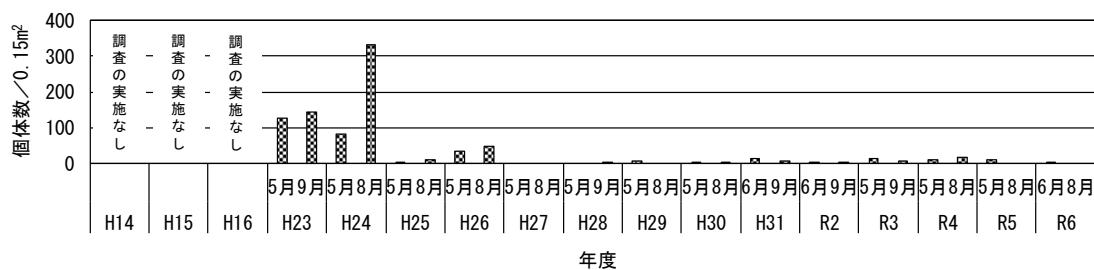 個体数／0.15m²
400
300
200
100
0
調査の実施なし
調査の実施なし
調査の実施なし
5月 9月 5月 8月 5月 8月 5月 8月 5月 8月 5月 9月 5月 8月 5月 8月 6月 9月 6月 9月 5月 9月 5月 8月 5月 8月 6月 8月
H14 H15 H16 H23 H24 H25 H26 H27 H28 H29 H30 H31 R2 R3 R4 R5 R6
年度